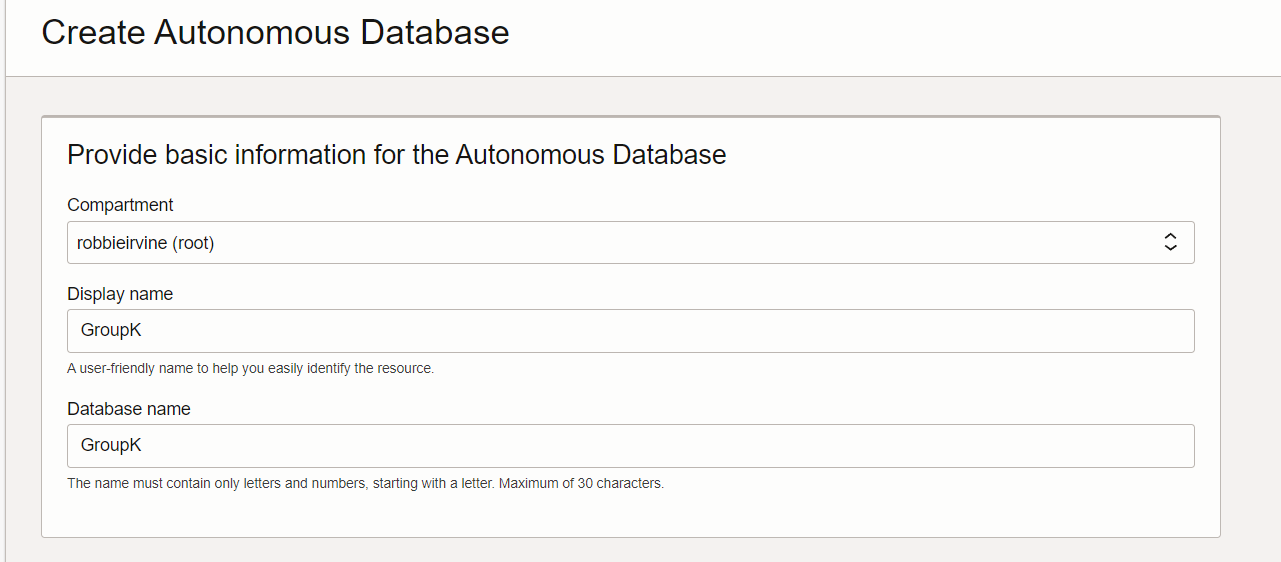 Create Autonomous Database
Provide basic information for the Autonomous Database
Compartment
robbieirvine (root)
Display name
GroupK
A user-friendly name to help you easily identify the resource.
Database name
GroupK
The name must contain only letters and numbers, starting with a letter. Maximum of 30 characters.